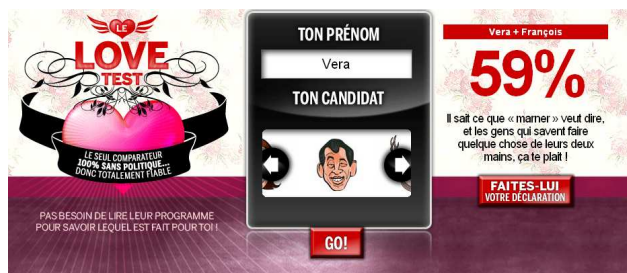 LE
LOVE
TEST
LE SEUL COMPARATEUR
100% SANS POLITIQUE...
DONC TOTALEMENT FIABLE
PAS BESOIN DE LIRE LEUR PROGRAMME
POUR SAVOIR LEQUEL EST FAIT POUR TOI !
TON PRÉNOM
Vera
TON CANDIDAT
GO!
Vera + François
59%
Il sait ce que « marner » veut dire,
et les gens qui savent faire
quelque chose de leurs deux
mains, ça te plait !
FAITES-LUI
VOTRE DÉCLARATION